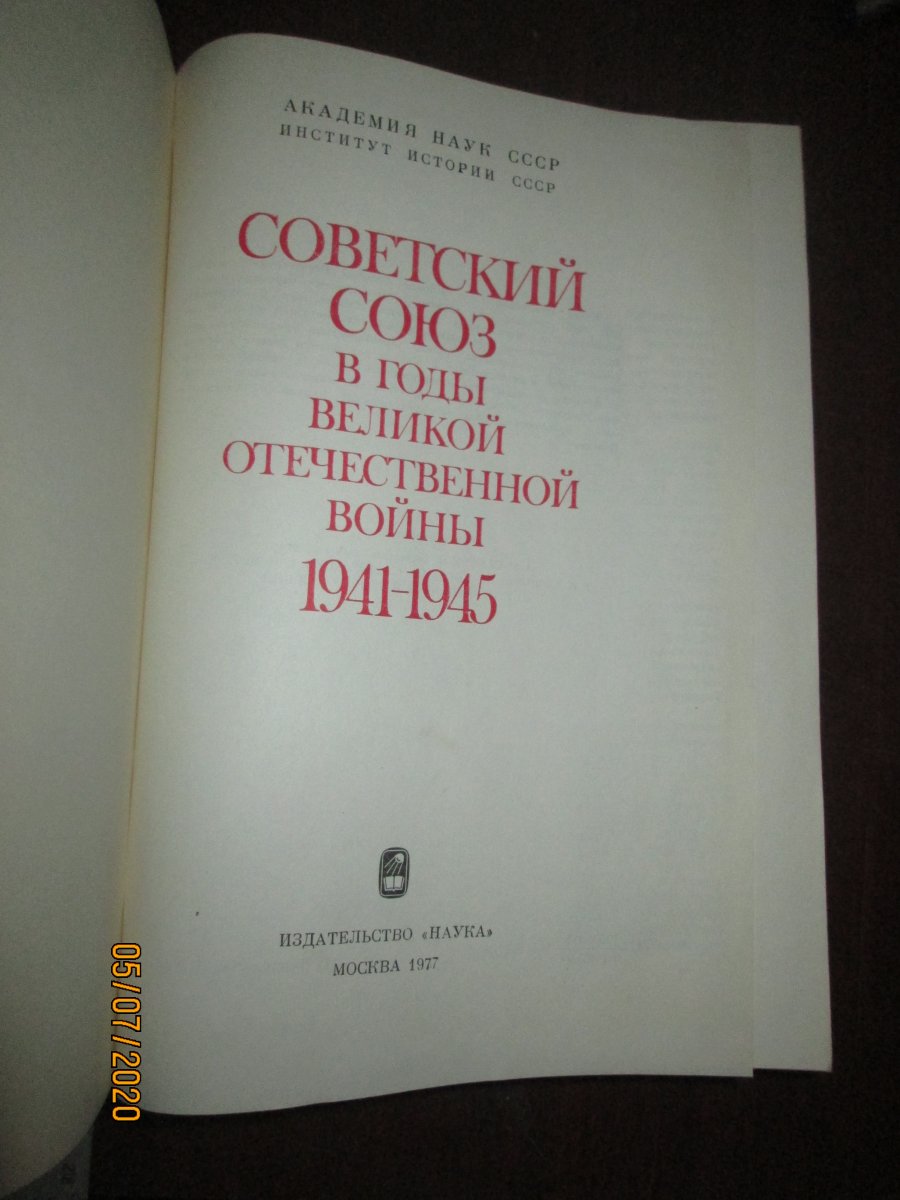 АКАДЕМИЯ НАУК СССР
ИНСТИТУТ ИСТОРИИ СССР
СОВЕТСКИЙ
СОЮЗ
В ГОДЫ
ВЕЛИКОЙ
ОТЕЧЕСТВЕННОЙ
ВОЙНЫ
1941–1945
ИЗДАТЕЛЬСТВО «НАУКА»
МОСКВА 1977
05/07/2020